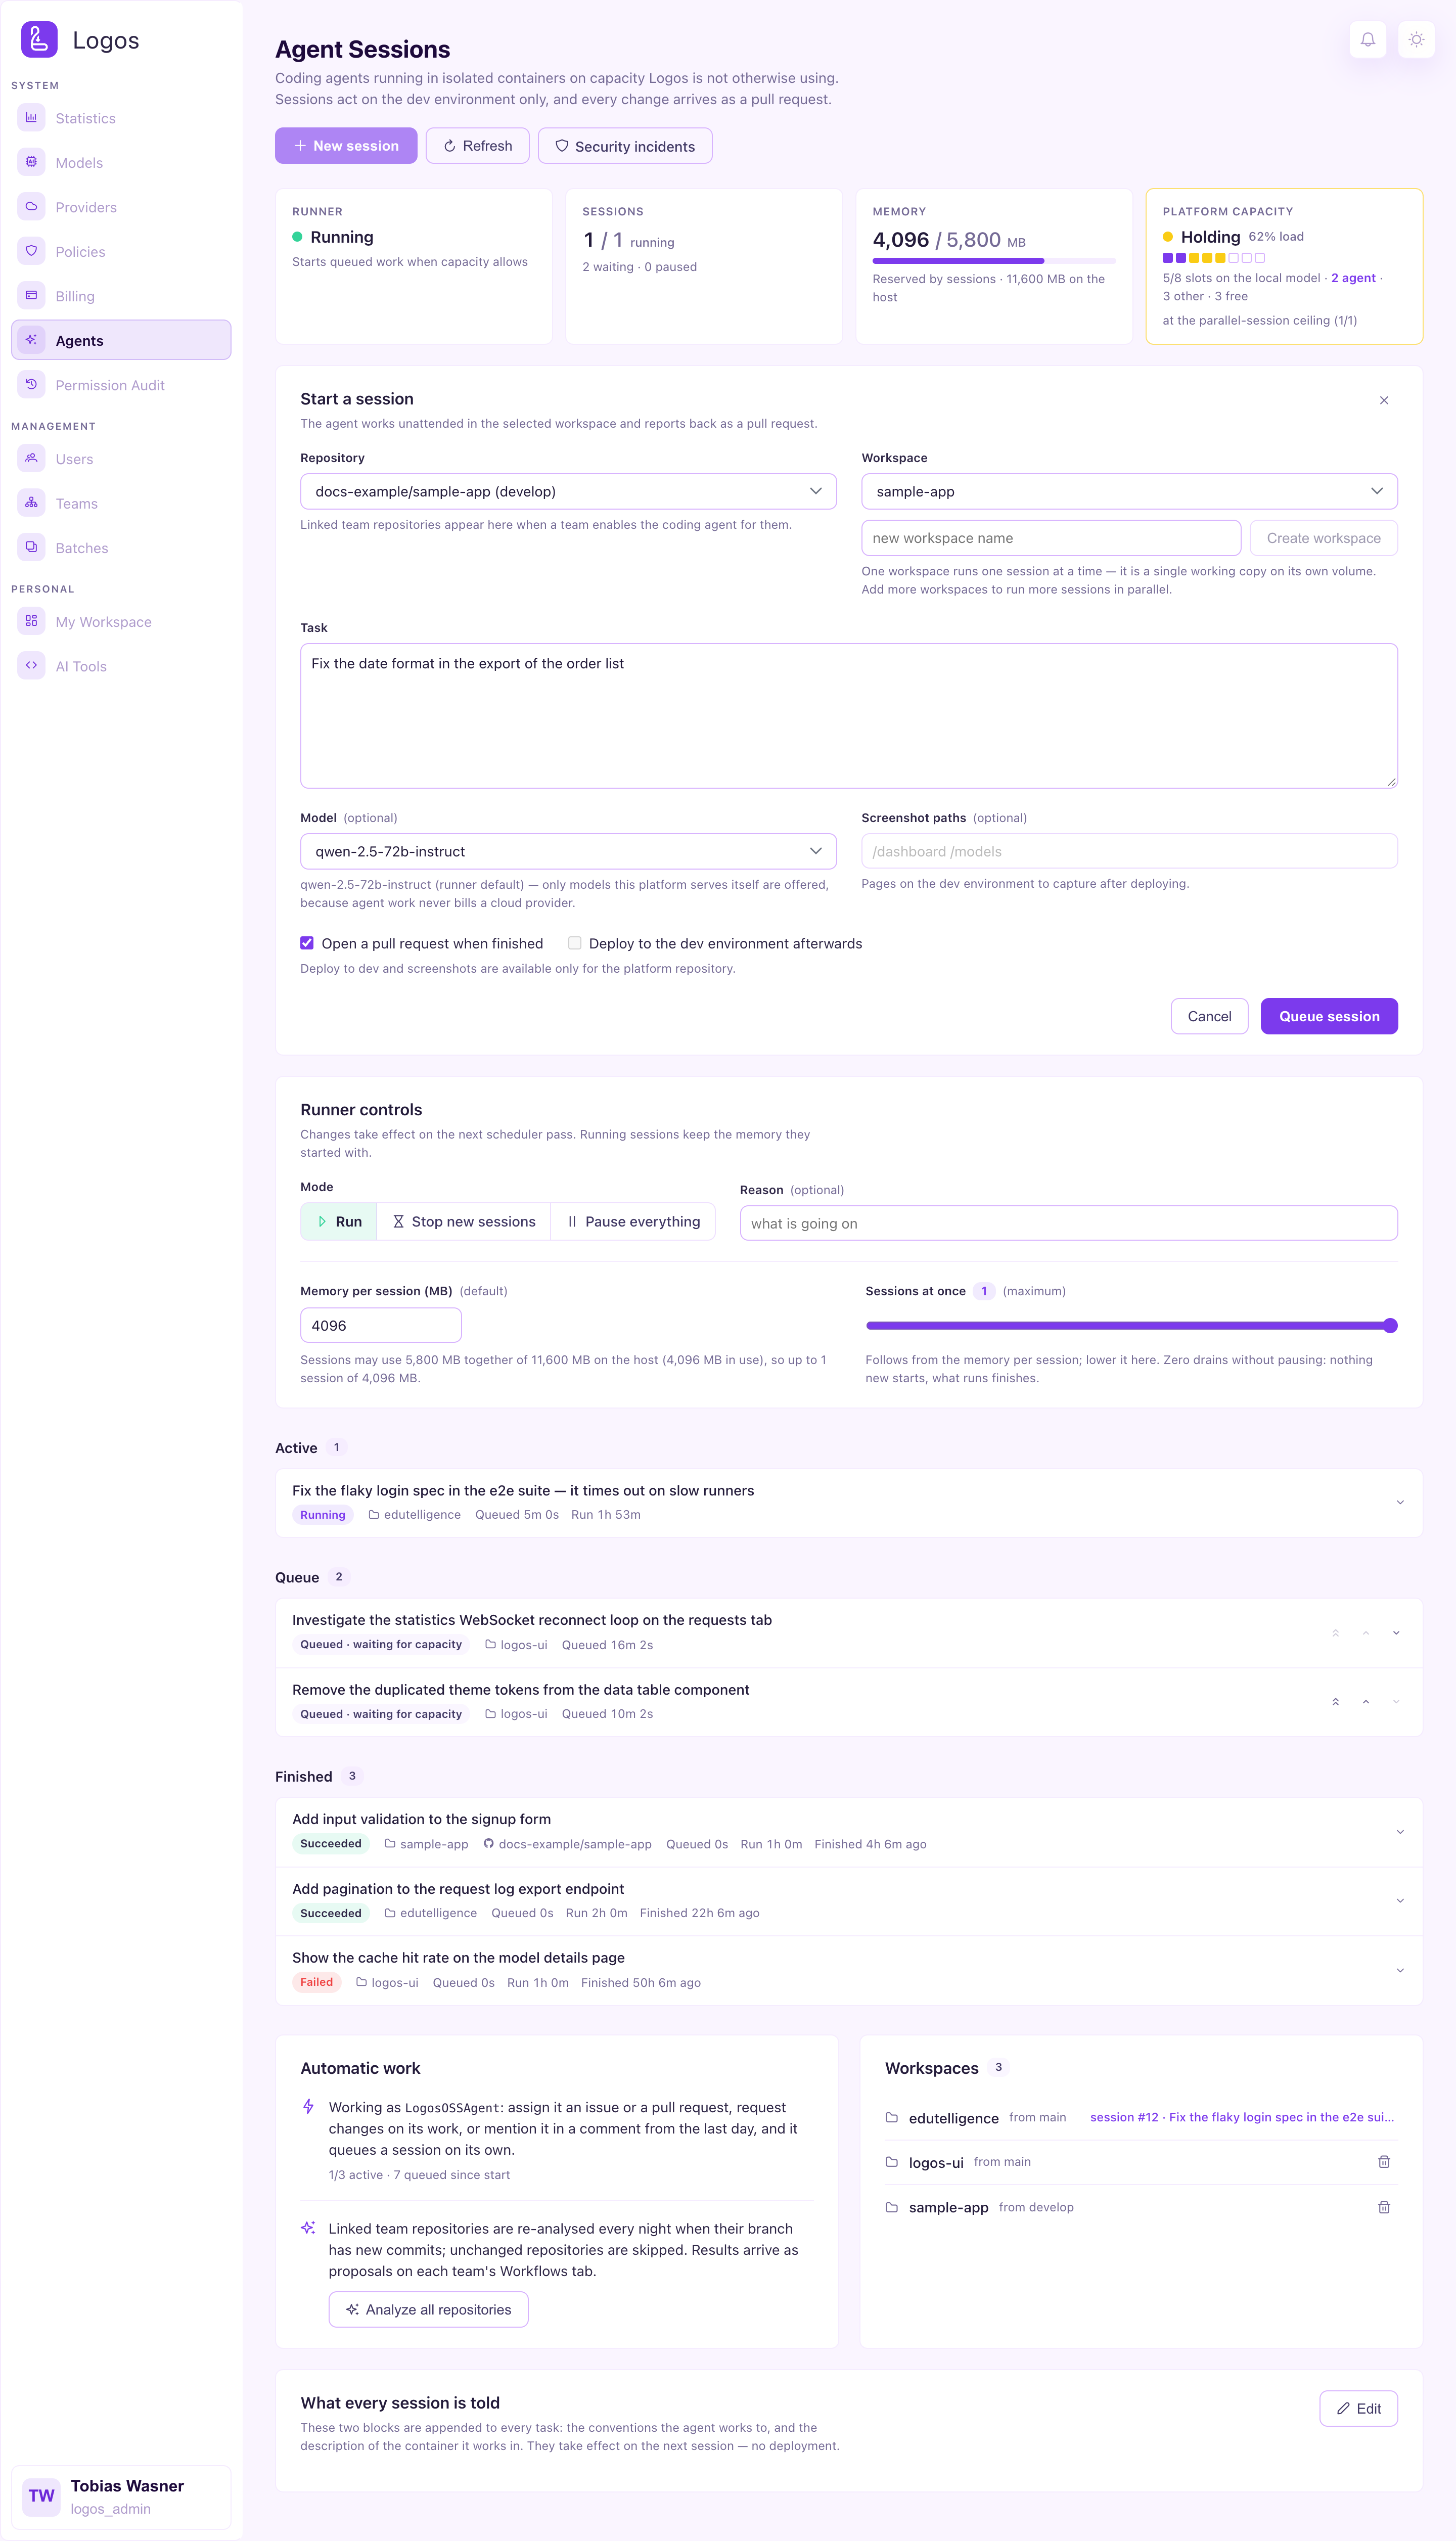 Logos
SYSTEM
Statistics
Models
Providers
Policies
Billing
Agents
Permission Audit
MANAGEMENT
Users
Teams
Batches
PERSONAL
My Workspace
AI Tools
TW
Tobias Wasner
logos_admin
Agent Sessions
Coding agents running in isolated containers on capacity Logos is not otherwise using.
Sessions act on the dev environment only, and every change arrives as a pull request.
New session
Refresh
Security incidents
RUNNER
Running
Starts queued work when capacity allows
SESSIONS
1 / 1 running
2 waiting · 0 paused
MEMORY
4,096 / 5,800 MB
Reserved by sessions · 11,600 MB on the
host
PLATFORM CAPACITY
Holding 62% load
5/8 slots on the local model · 2 agent ·
3 other · 3 free
at the parallel-session ceiling (1/1)
Start a session
The agent works unattended in the selected workspace and reports back as a pull request.
Repository
docs-example/sample-app (develop)
Linked team repositories appear here when a team enables the coding agent for them.
Workspace
sample-app
new workspace name
Create workspace
One workspace runs one session at a time — it is a single working copy on its own volume.
Add more workspaces to run more sessions in parallel.
Task
Fix the date format in the export of the order list
Model (optional)
qwen-2.5-72b-instruct
qwen-2.5-72b-instruct (runner default) — only models this platform serves itself are offered,
because agent work never bills a cloud provider.
Screenshot paths (optional)
/dashboard /models
Pages on the dev environment to capture after deploying.
Open a pull request when finished
Deploy to the dev environment afterwards
Deploy to dev and screenshots are available only for the platform repository.
Cancel
Queue session
Runner controls
Changes take effect on the next scheduler pass. Running sessions keep the memory they
started with.
Mode
Run
Stop new sessions
Pause everything
Reason (optional)
what is going on
Memory per session (MB) (default)
4096
Sessions may use 5,800 MB together of 11,600 MB on the host (4,096 MB in use), so up to 1
session of 4,096 MB.
Sessions at once 1 (maximum)
Follows from the memory per session; lower it here. Zero drains without pausing: nothing
new starts, what runs finishes.
Active 1
Fix the flaky login spec in the e2e suite — it times out on slow runners
Running edutelligence Queued 5m 0s Run 1h 53m
Queue 2
Investigate the statistics WebSocket reconnect loop on the requests tab
Queued · waiting for capacity logos-ui Queued 16m 2s
Remove the duplicated theme tokens from the data table component
Queued · waiting for capacity logos-ui Queued 10m 2s
Finished 3
Add input validation to the signup form
Succeeded sample-app docs-example/sample-app Queued 0s Run 1h 0m Finished 4h 6m ago
Add pagination to the request log export endpoint
Succeeded edutelligence Queued 0s Run 2h 0m Finished 22h 6m ago
Show the cache hit rate on the model details page
Failed logos-ui Queued 0s Run 1h 0m Finished 50h 6m ago
Automatic work
Working as LogosOSSAgent: assign it an issue or a pull request, request
changes on its work, or mention it in a comment from the last day, and it
queues a session on its own.
1/3 active · 7 queued since start
Linked team repositories are re-analysed every night when their branch
has new commits; unchanged repositories are skipped. Results arrive as
proposals on each team's Workflows tab.
Analyze all repositories
Workspaces 3
edutelligence from main session #12 · Fix the flaky login spec in the e2e sui...
logos-ui from main
sample-app from develop
What every session is told
These two blocks are appended to every task: the conventions the agent works to, and the
description of the container it works in. They take effect on the next session — no deployment.
Edit